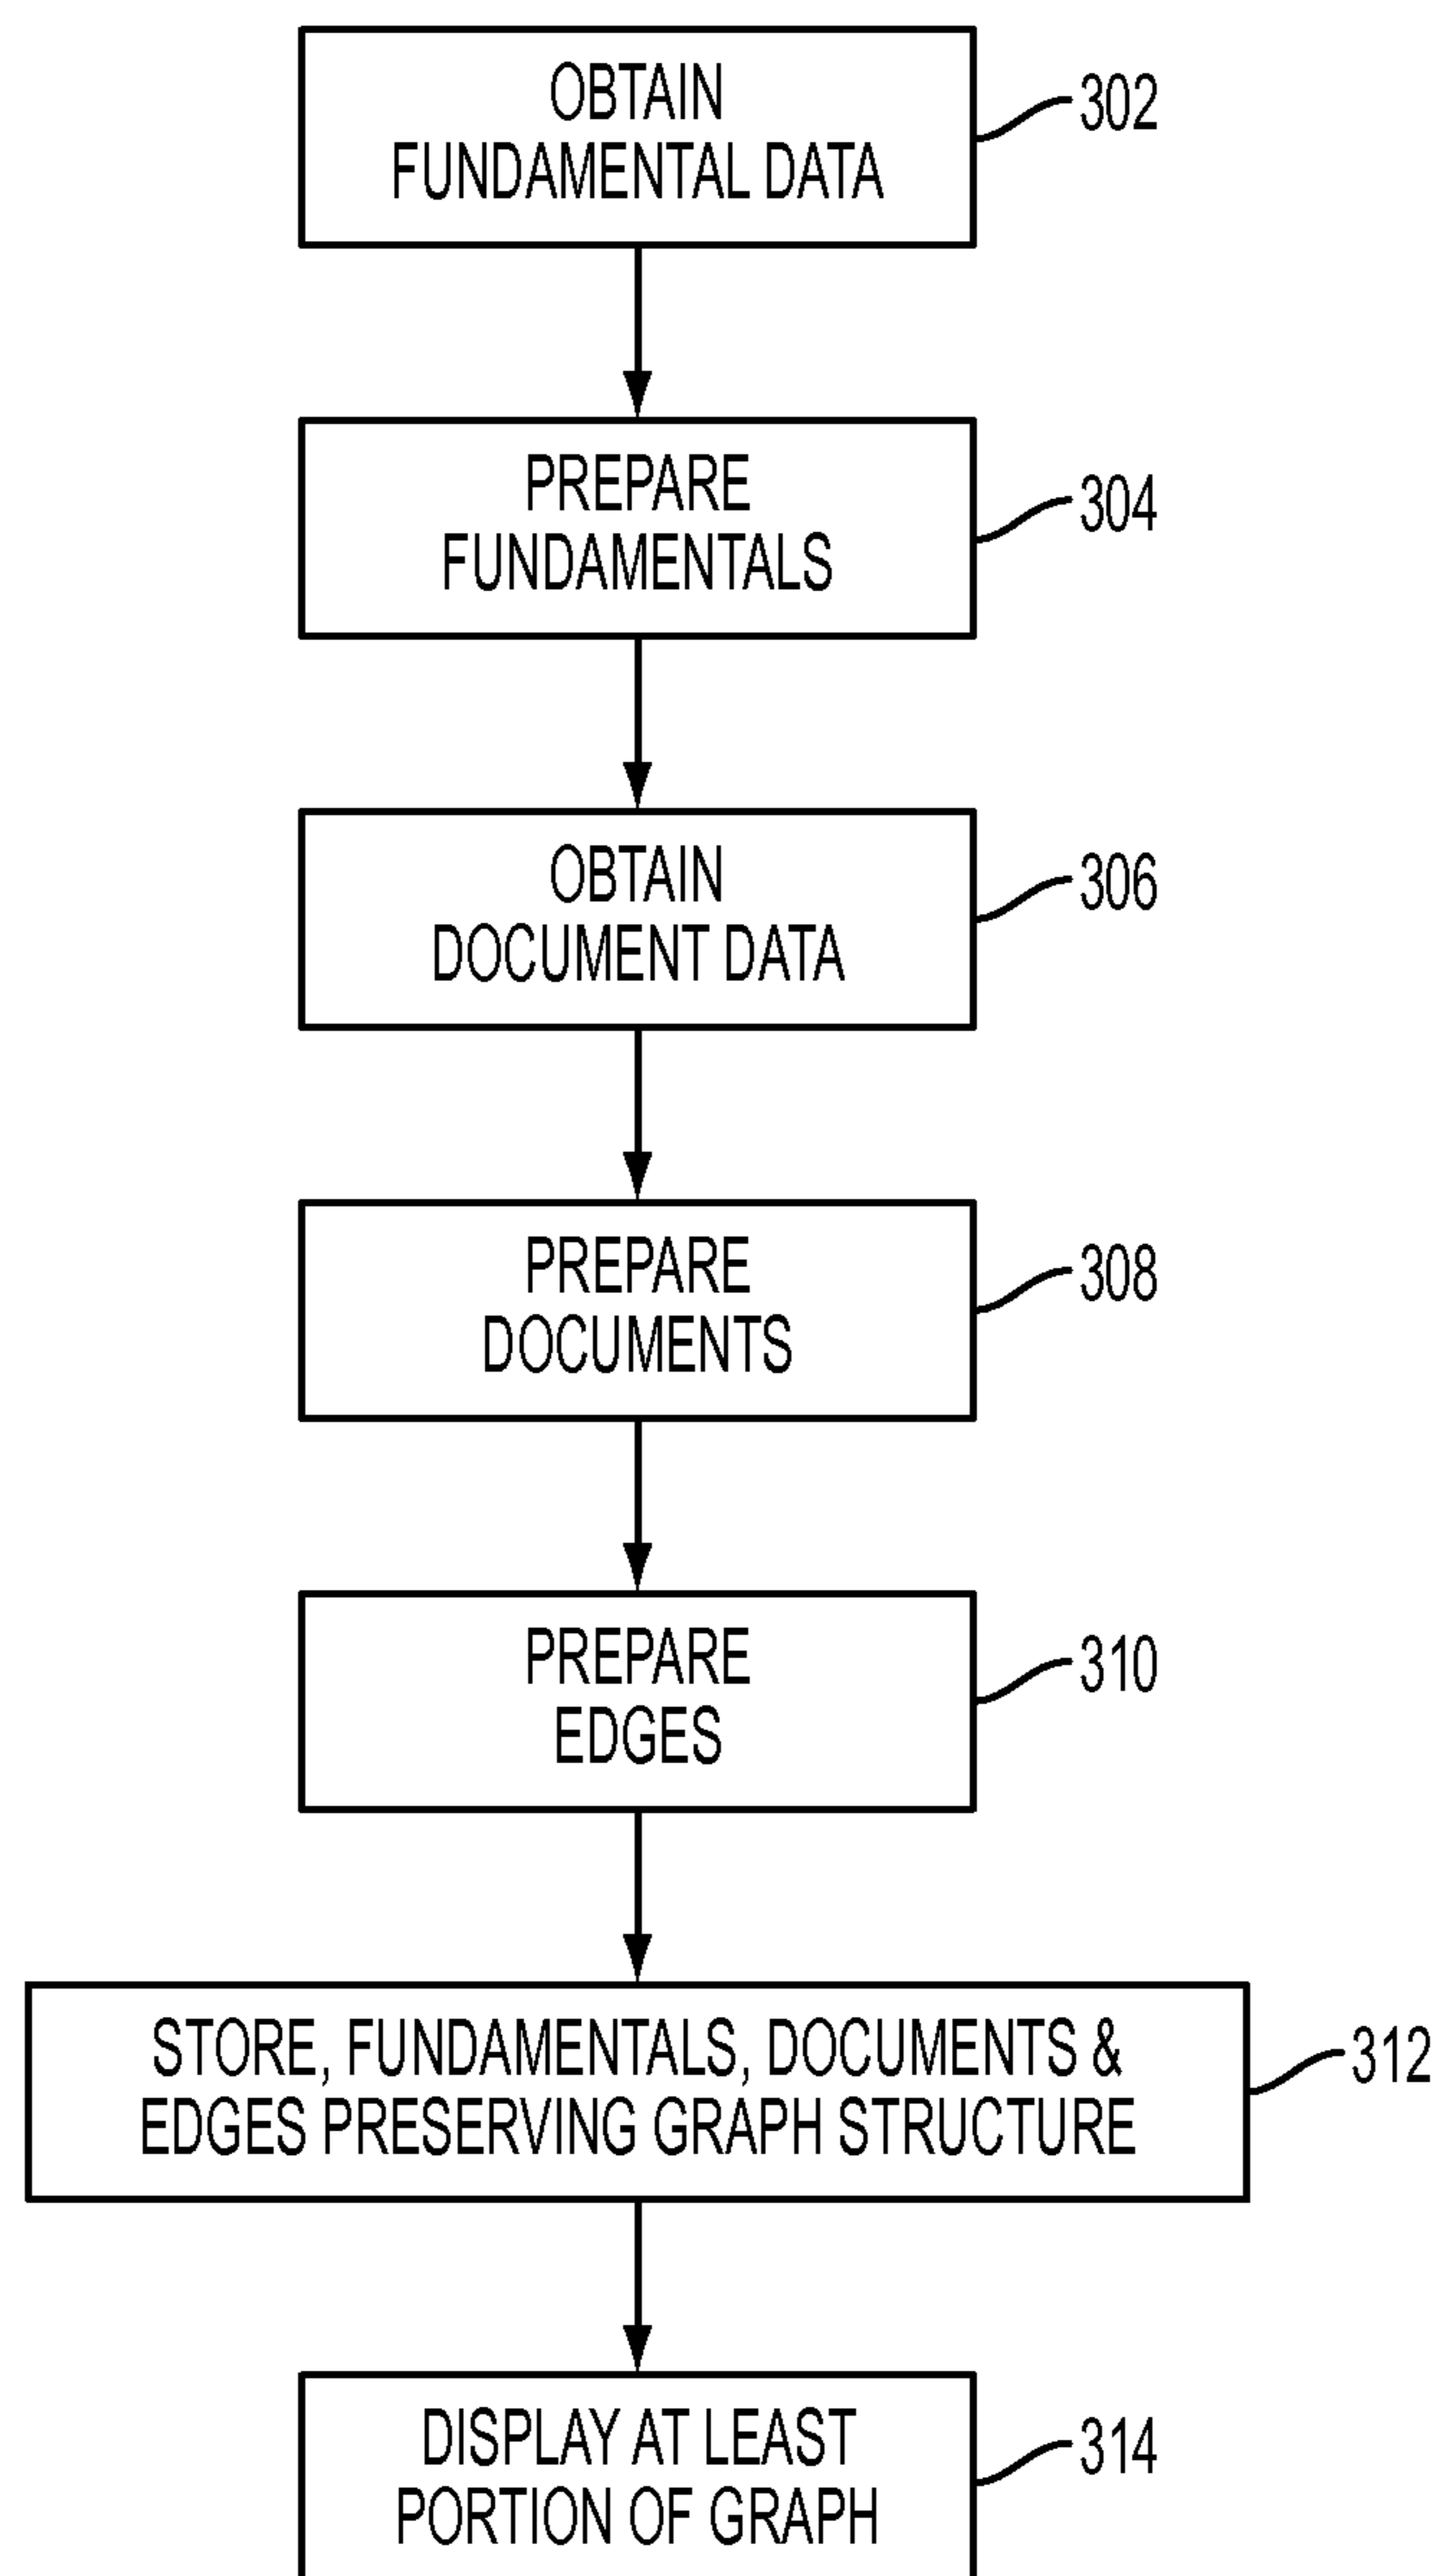 OBTAIN
FUNDAMENTAL DATA
302
PREPARE
FUNDAMENTALS
304
OBTAIN
DOCUMENT DATA
306
PREPARE
DOCUMENTS
308
PREPARE
EDGES
310
STORE, FUNDAMENTALS, DOCUMENTS &
EDGES PRESERVING GRAPH STRUCTURE
312
DISPLAY AT LEAST
PORTION OF GRAPH
314